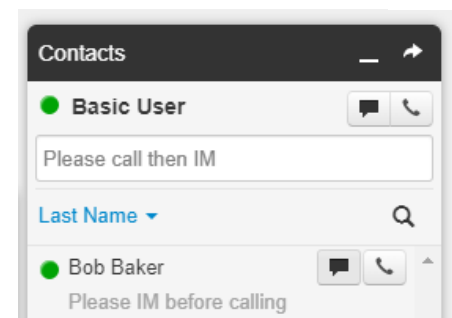 Contacts
Basic User
Please call then IM
Last Name
Bob Baker
Please IM before calling